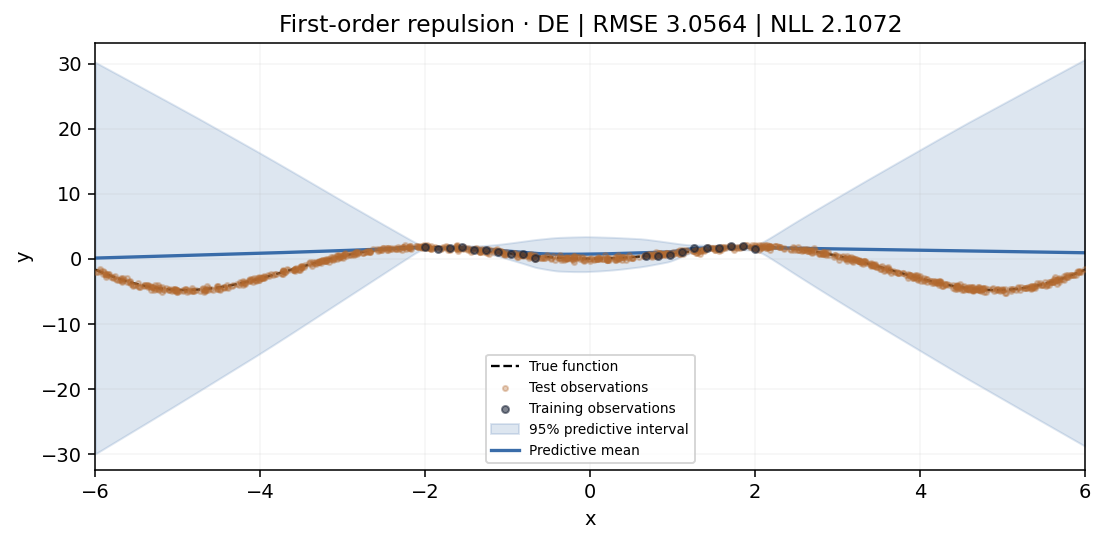 First-order repulsion · DE | RMSE 3.0564 | NLL 2.1072
30
20
10
0
−10
−20
−30
y
True function
Test observations
Training observations
95% predictive interval
Predictive mean
−6 −4 −2 0 2 4 6
x